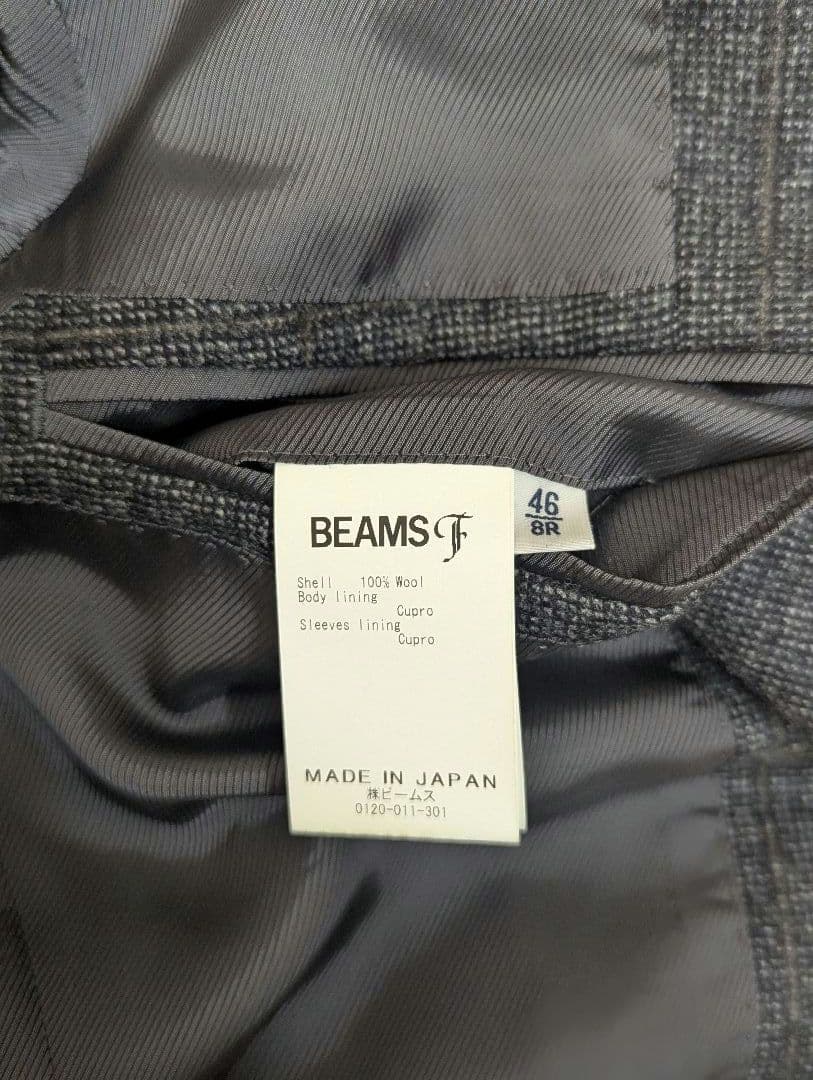 BEAMS F
46
8R
Shell 100% Wool
Body lining
Cupro
Sleeves lining
Cupro
MADE IN JAPAN
㈱ビームス
0120-011-301